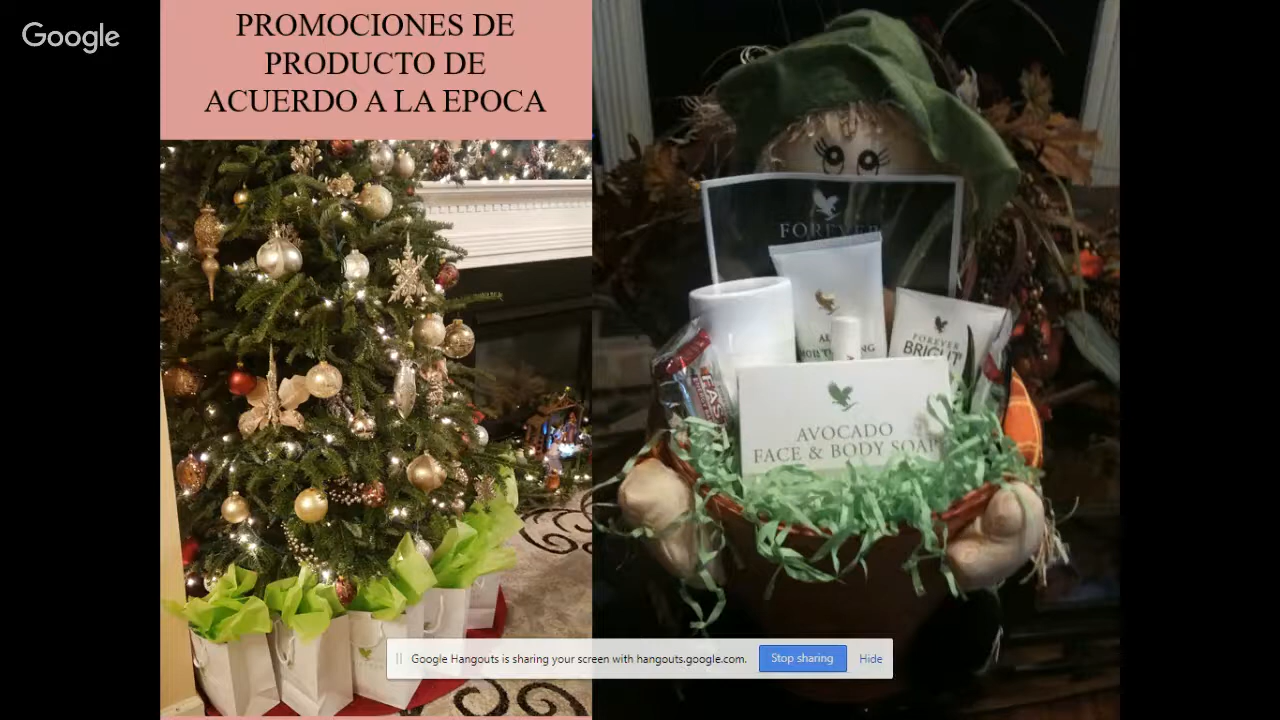 Google
PROMOCIONES DE
PRODUCTO DE
ACUERDO A LA EPOCA
FOREVER
FOREVER
BRIGHT
AVOCADO
FACE & BODY SOAP
Google Hangouts is sharing your screen with hangouts.google.com.
Stop sharing
Hide